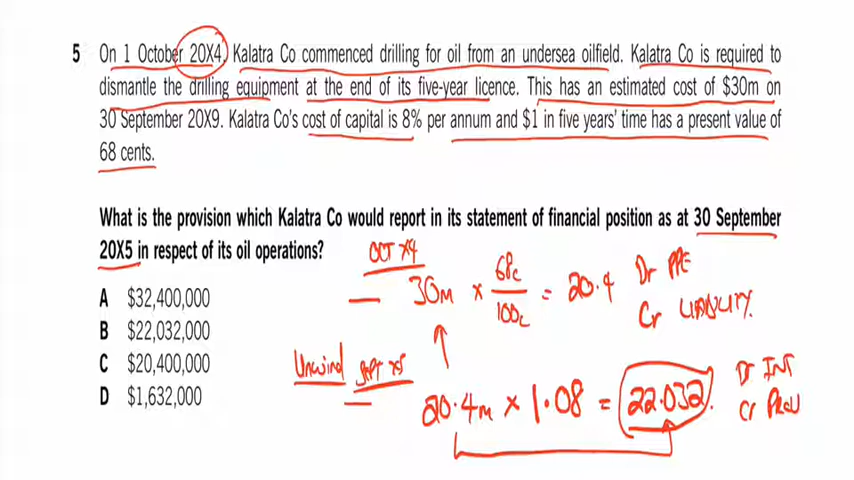 5 On 1 October 20X4, Kalatra Co commenced drilling for oil from an undersea oilfield. Kalatra Co is required to
dismantle the drilling equipment at the end of its five-year licence. This has an estimated cost of $30m on
30 September 20X9. Kalatra Co's cost of capital is 8% per annum and $1 in five years' time has a present value of
68 cents.
What is the provision which Kalatra Co would report in its statement of financial position as at 30 September
20X5 in respect of its oil operations?
OCT X4
A $32,400,000
30M × 68c/100c = 20.4 Dr PPE
Cr LIABILITY.
B $22,032,000
C $20,400,000
Unwind SEPT X5
D $1,632,000
20.4M × 1.08 = 22.032. Dr INT
Cr PROV